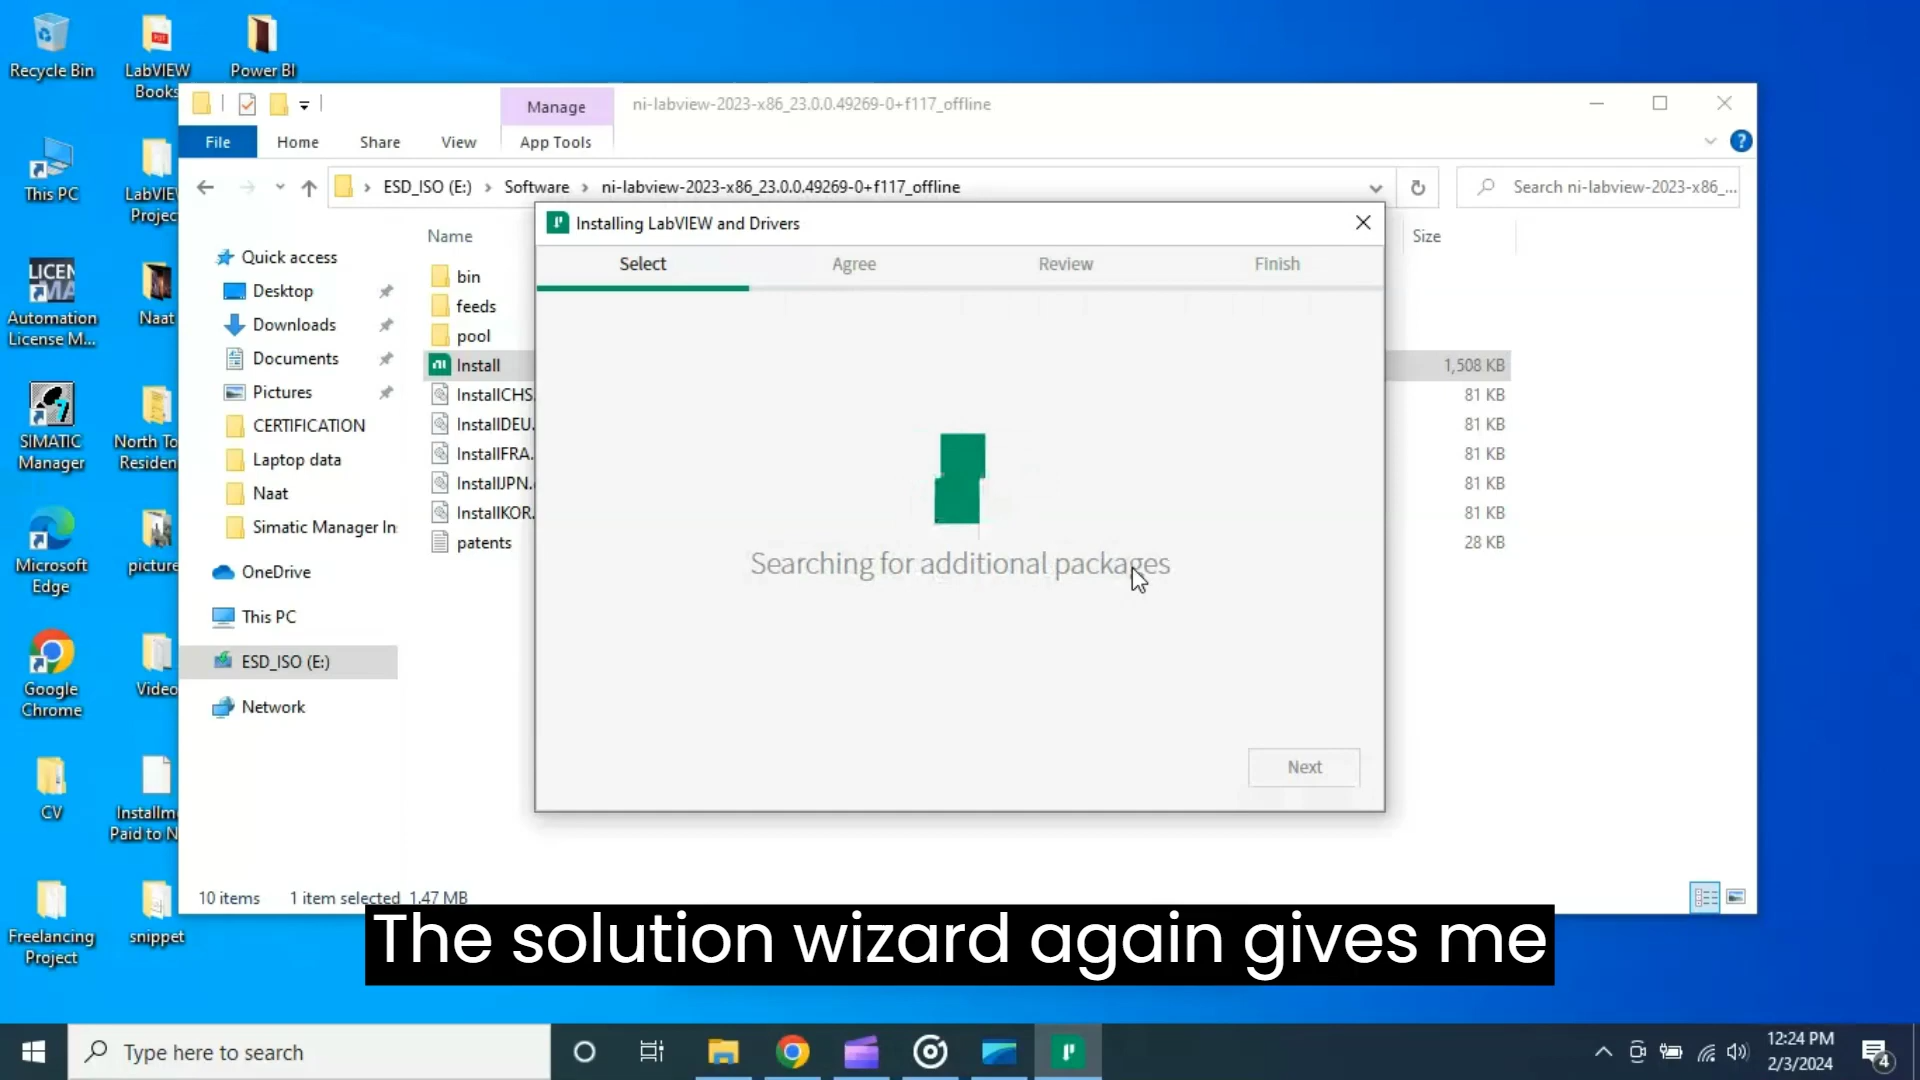 Recycle Bin
LabVIEW
Books
Power BI
This PC
LabVIEW
Project
LICEN
MA
Automation
License M...
Naat
SIMATIC
Manager
North To
Residen
Microsoft
Edge
picture
Google
Chrome
Video
CV
Installm
Paid to N
Freelancing
Project
snippet
Manage
ni-labview-2023-x86_23.0.0.49269-0+f117_offline
File
Home
Share
View
App Tools
ESD_ISO (E:) > Software > ni-labview-2023-x86_23.0.0.49269-0+f117_offline
Search ni-labview-2023-x86_...
Quick access
Desktop
Downloads
Documents
Pictures
CERTIFICATION
Laptop data
Naat
Simatic Manager In
OneDrive
This PC
ESD_ISO (E:)
Network
Name
Size
bin
feeds
pool
Install
1,508 KB
InstallCHS.
81 KB
InstallDEU.
81 KB
InstallFRA.
81 KB
InstallJPN.
81 KB
InstallKOR.
81 KB
patents
28 KB
Installing LabVIEW and Drivers
Select
Agree
Review
Finish
Searching for additional packages
Next
10 items
1 item selected 1.47 MB
The solution wizard again gives me
Type here to search
12:24 PM
2/3/2024
4